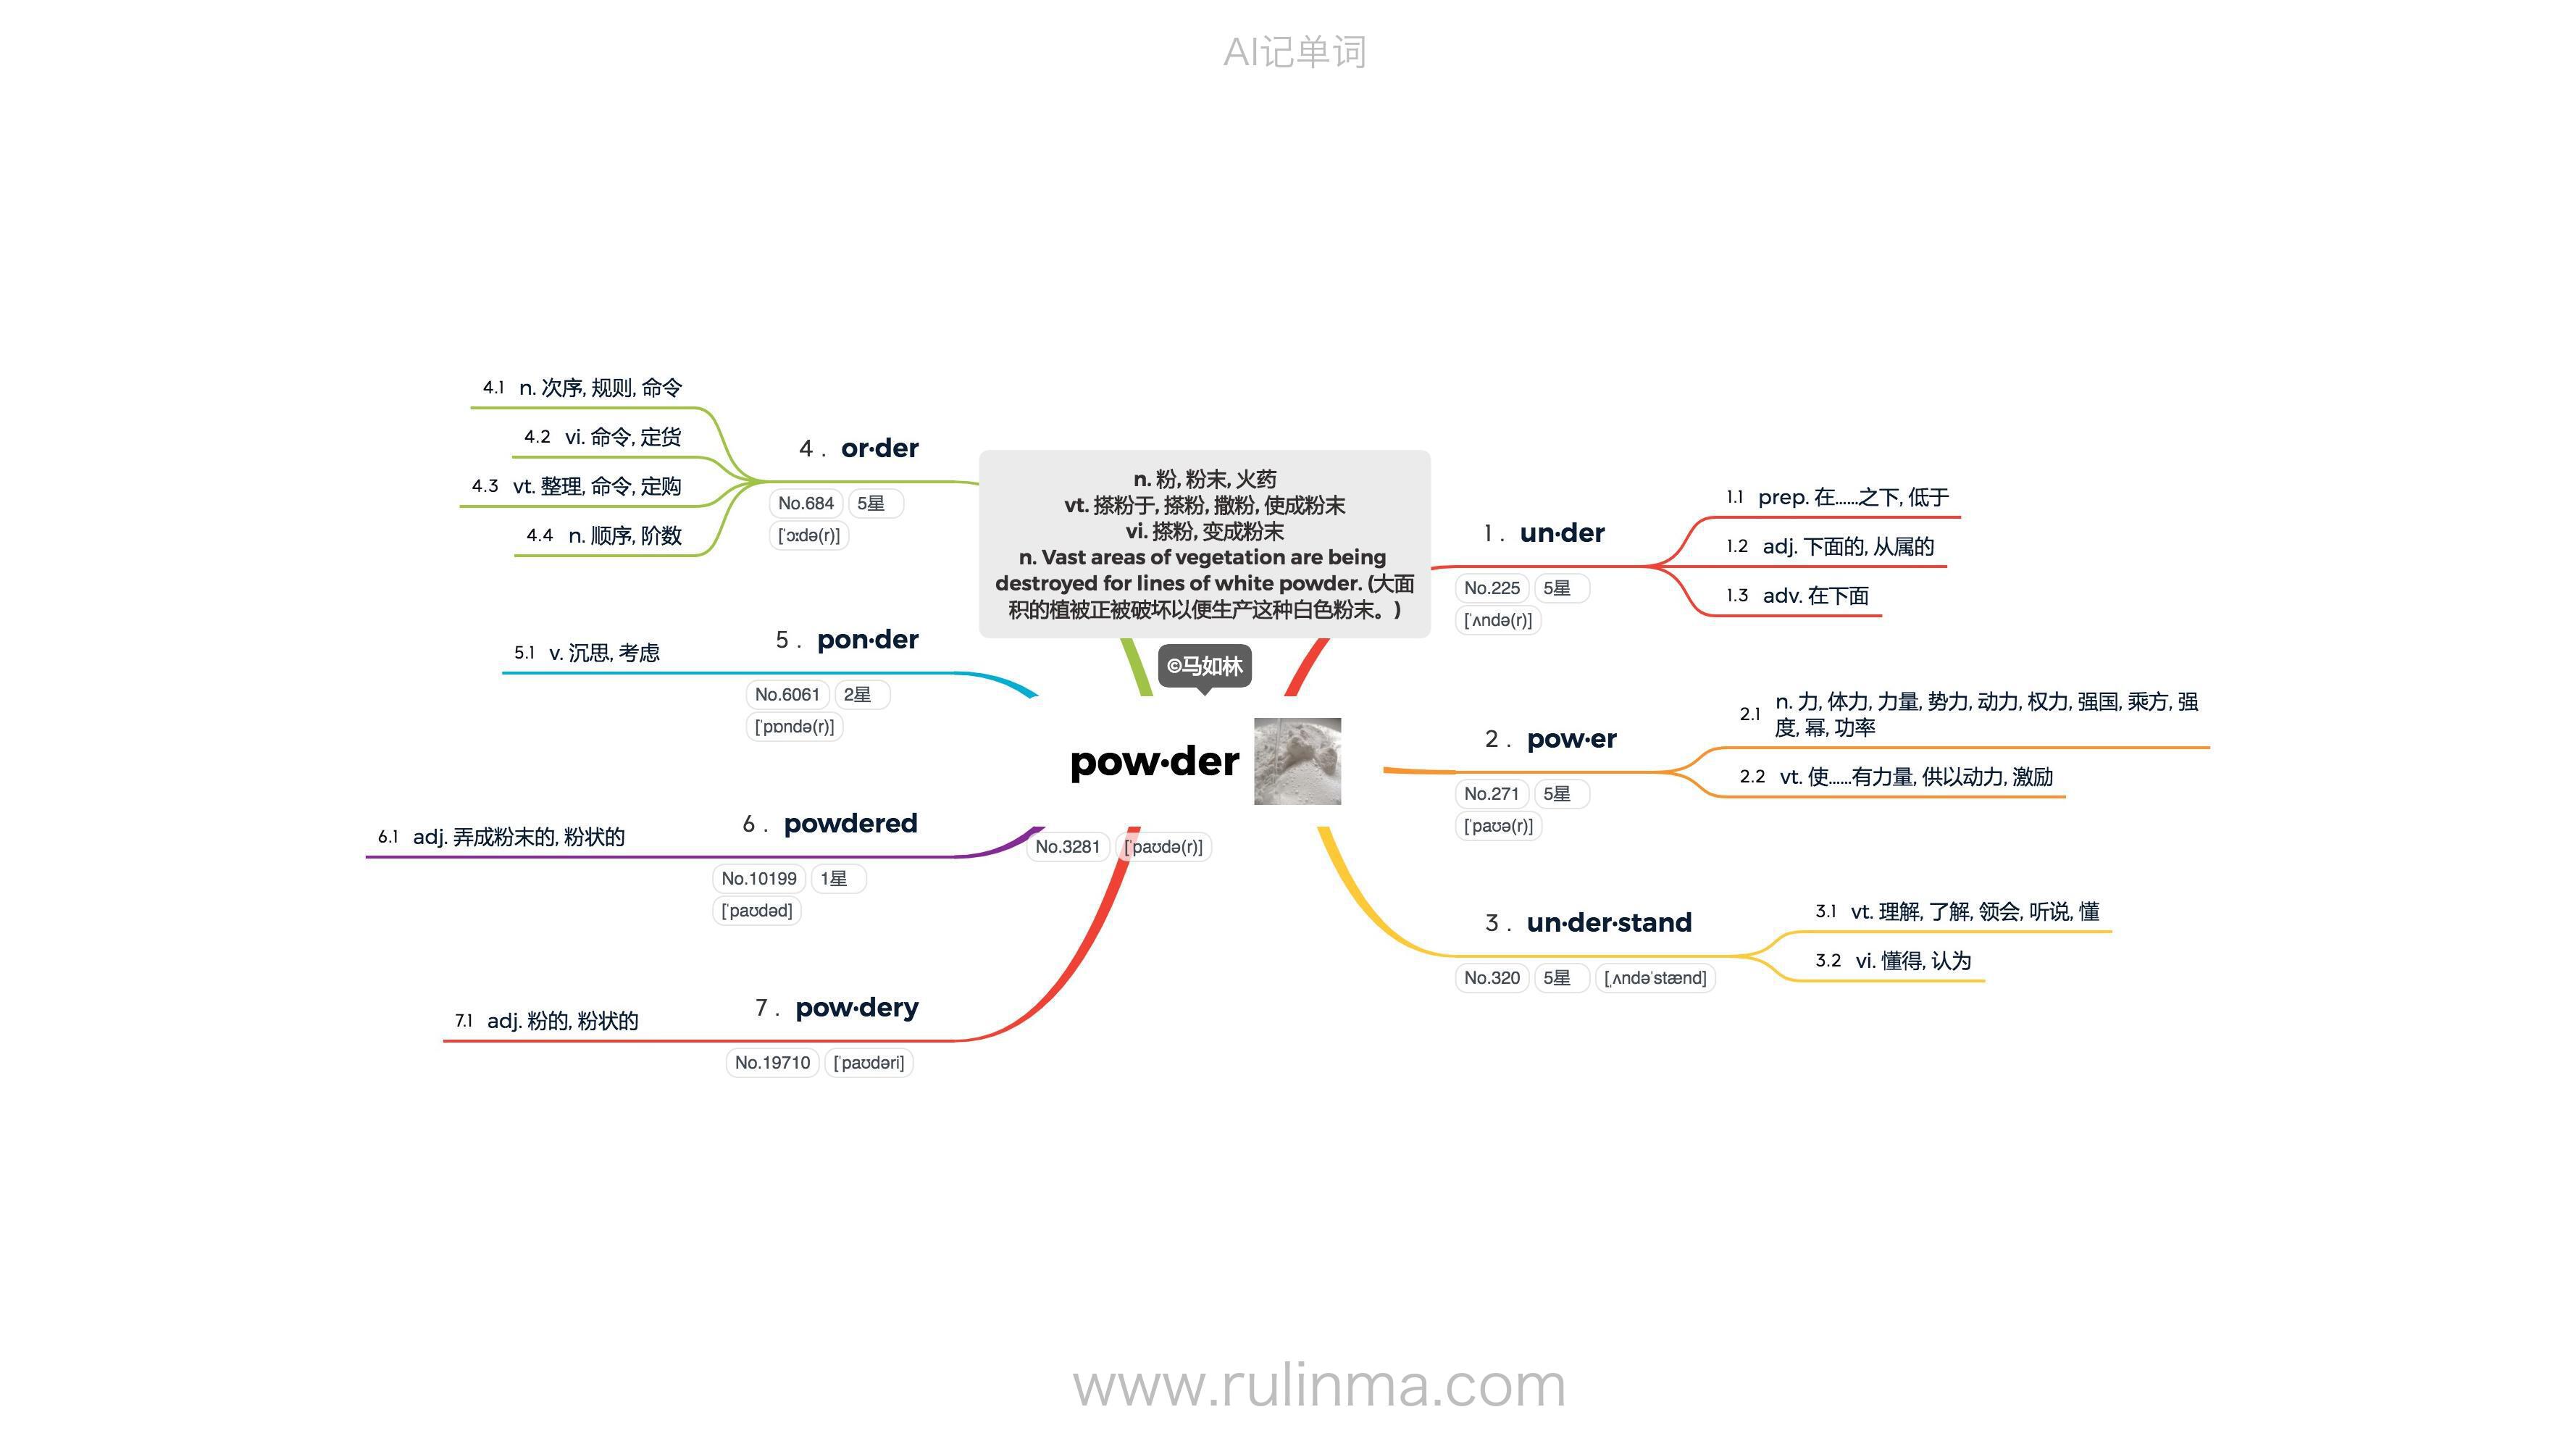 AI记单词
n. 粉, 粉末, 火药
vt. 搽粉于, 搽粉, 撒粉, 使成粉末
vi. 搽粉, 变成粉末
n. Vast areas of vegetation are being
destroyed for lines of white powder. (大面
积的植被正被破坏以便生产这种白色粉末。)
©马如林
pow·der
No.3281 [ˈpaʊdə(r)]
1 . un·der
No.225 5星
[ˈʌndə(r)]
1.1 prep. 在……之下, 低于
1.2 adj. 下面的, 从属的
1.3 adv. 在下面
2 . pow·er
No.271 5星
[ˈpaʊə(r)]
2.1 n. 力, 体力, 力量, 势力, 动力, 权力, 强国, 乘方, 强
度, 幂, 功率
2.2 vt. 使……有力量, 供以动力, 激励
3 . un·der·stand
No.320 5星 [ˌʌndəˈstænd]
3.1 vt. 理解, 了解, 领会, 听说, 懂
3.2 vi. 懂得, 认为
4 . or·der
No.684 5星
[ˈɔːdə(r)]
4.1 n. 次序, 规则, 命令
4.2 vi. 命令, 定货
4.3 vt. 整理, 命令, 定购
4.4 n. 顺序, 阶数
5 . pon·der
No.6061 2星
[ˈpɒndə(r)]
5.1 v. 沉思, 考虑
6 . powdered
No.10199 1星
[ˈpaʊdəd]
6.1 adj. 弄成粉末的, 粉状的
7 . pow·dery
No.19710 [ˈpaʊdəri]
7.1 adj. 粉的, 粉状的
www.rulinma.com